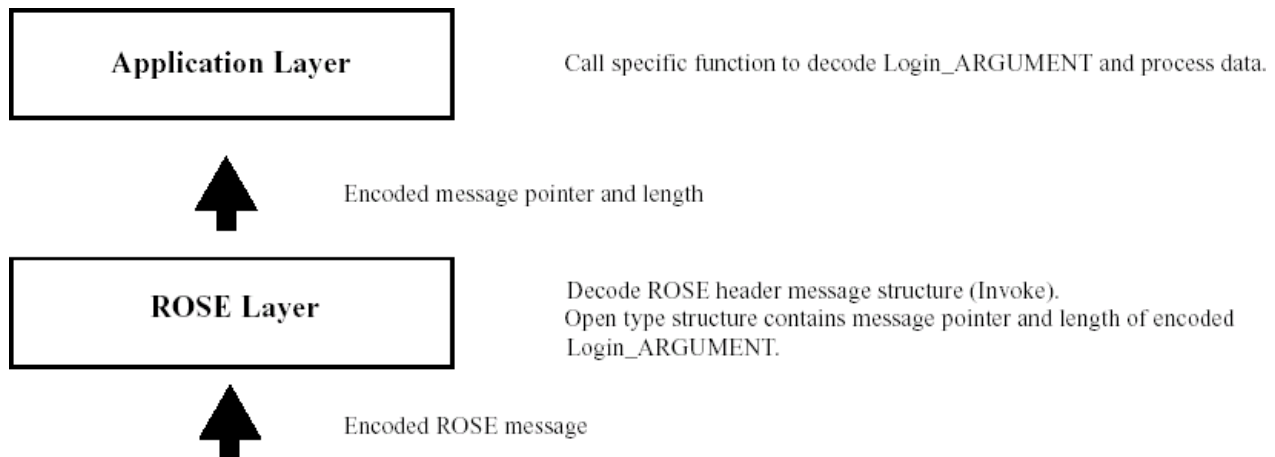 Application Layer
Call specific function to decode Login_ARGUMENT and process data.
Encoded message pointer and length
ROSE Layer
Decode ROSE header message structure (Invoke).
Open type structure contains message pointer and length of encoded
Login_ARGUMENT.
Encoded ROSE message